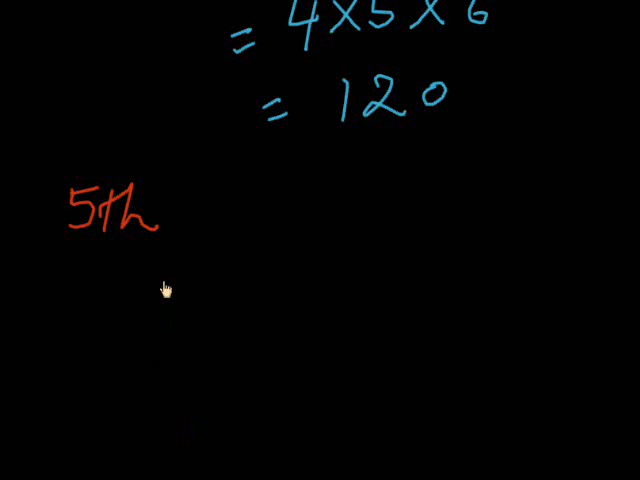 = 4 × 5 × 6
= 120
5th